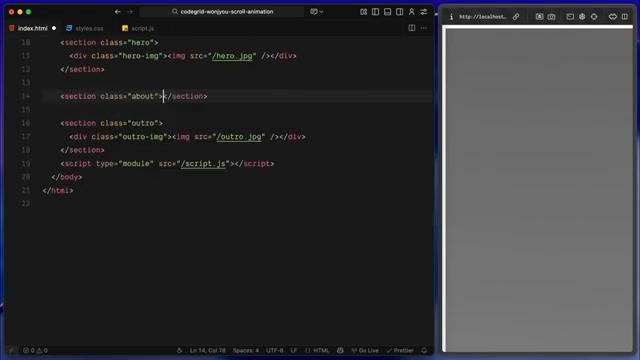 codegrid-wonjyou-scroll-animation
index.html
styles.css
script.js
http://localhost...
10 <section class="hero">
11 <div class="hero-img"><img src="/hero.jpg" /></div>
12 </section>
13
14 <section class="about"></section>
15
16 <section class="outro">
17 <div class="outro-img"><img src="/outro.jpg" /></div>
18 </section>
19 <script type="module" src="/script.js"></script>
20 </body>
21 </html>
22
23
0 0 Ln 14, Col 78 Spaces: 4 UTF-8 LF HTML Go Live Prettier